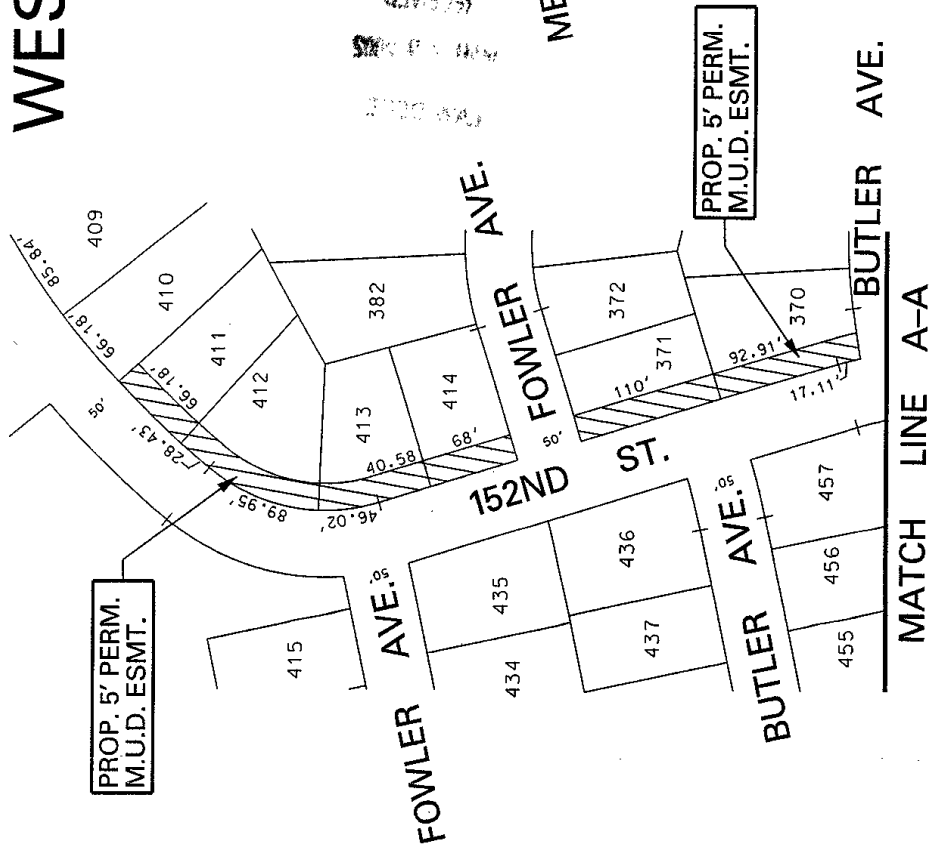 WES
ME
PROP. 5' PERM.
M.U.D. ESMT.
AVE.
BUTLER
85.84'
409
66.18'
410
66.18'
411
50'
412
28.43'
382
AVE.
FOWLER
372
370
413
414
371
92.91'
110'
17.11'
89.95'
46.02'
40.58
68'
50'
152ND ST.
PROP. 5' PERM.
M.U.D. ESMT.
50'
50'
415
435
436
457
434
437
456
455
FOWLER AVE.
BUTLER AVE.
MATCH LINE A-A